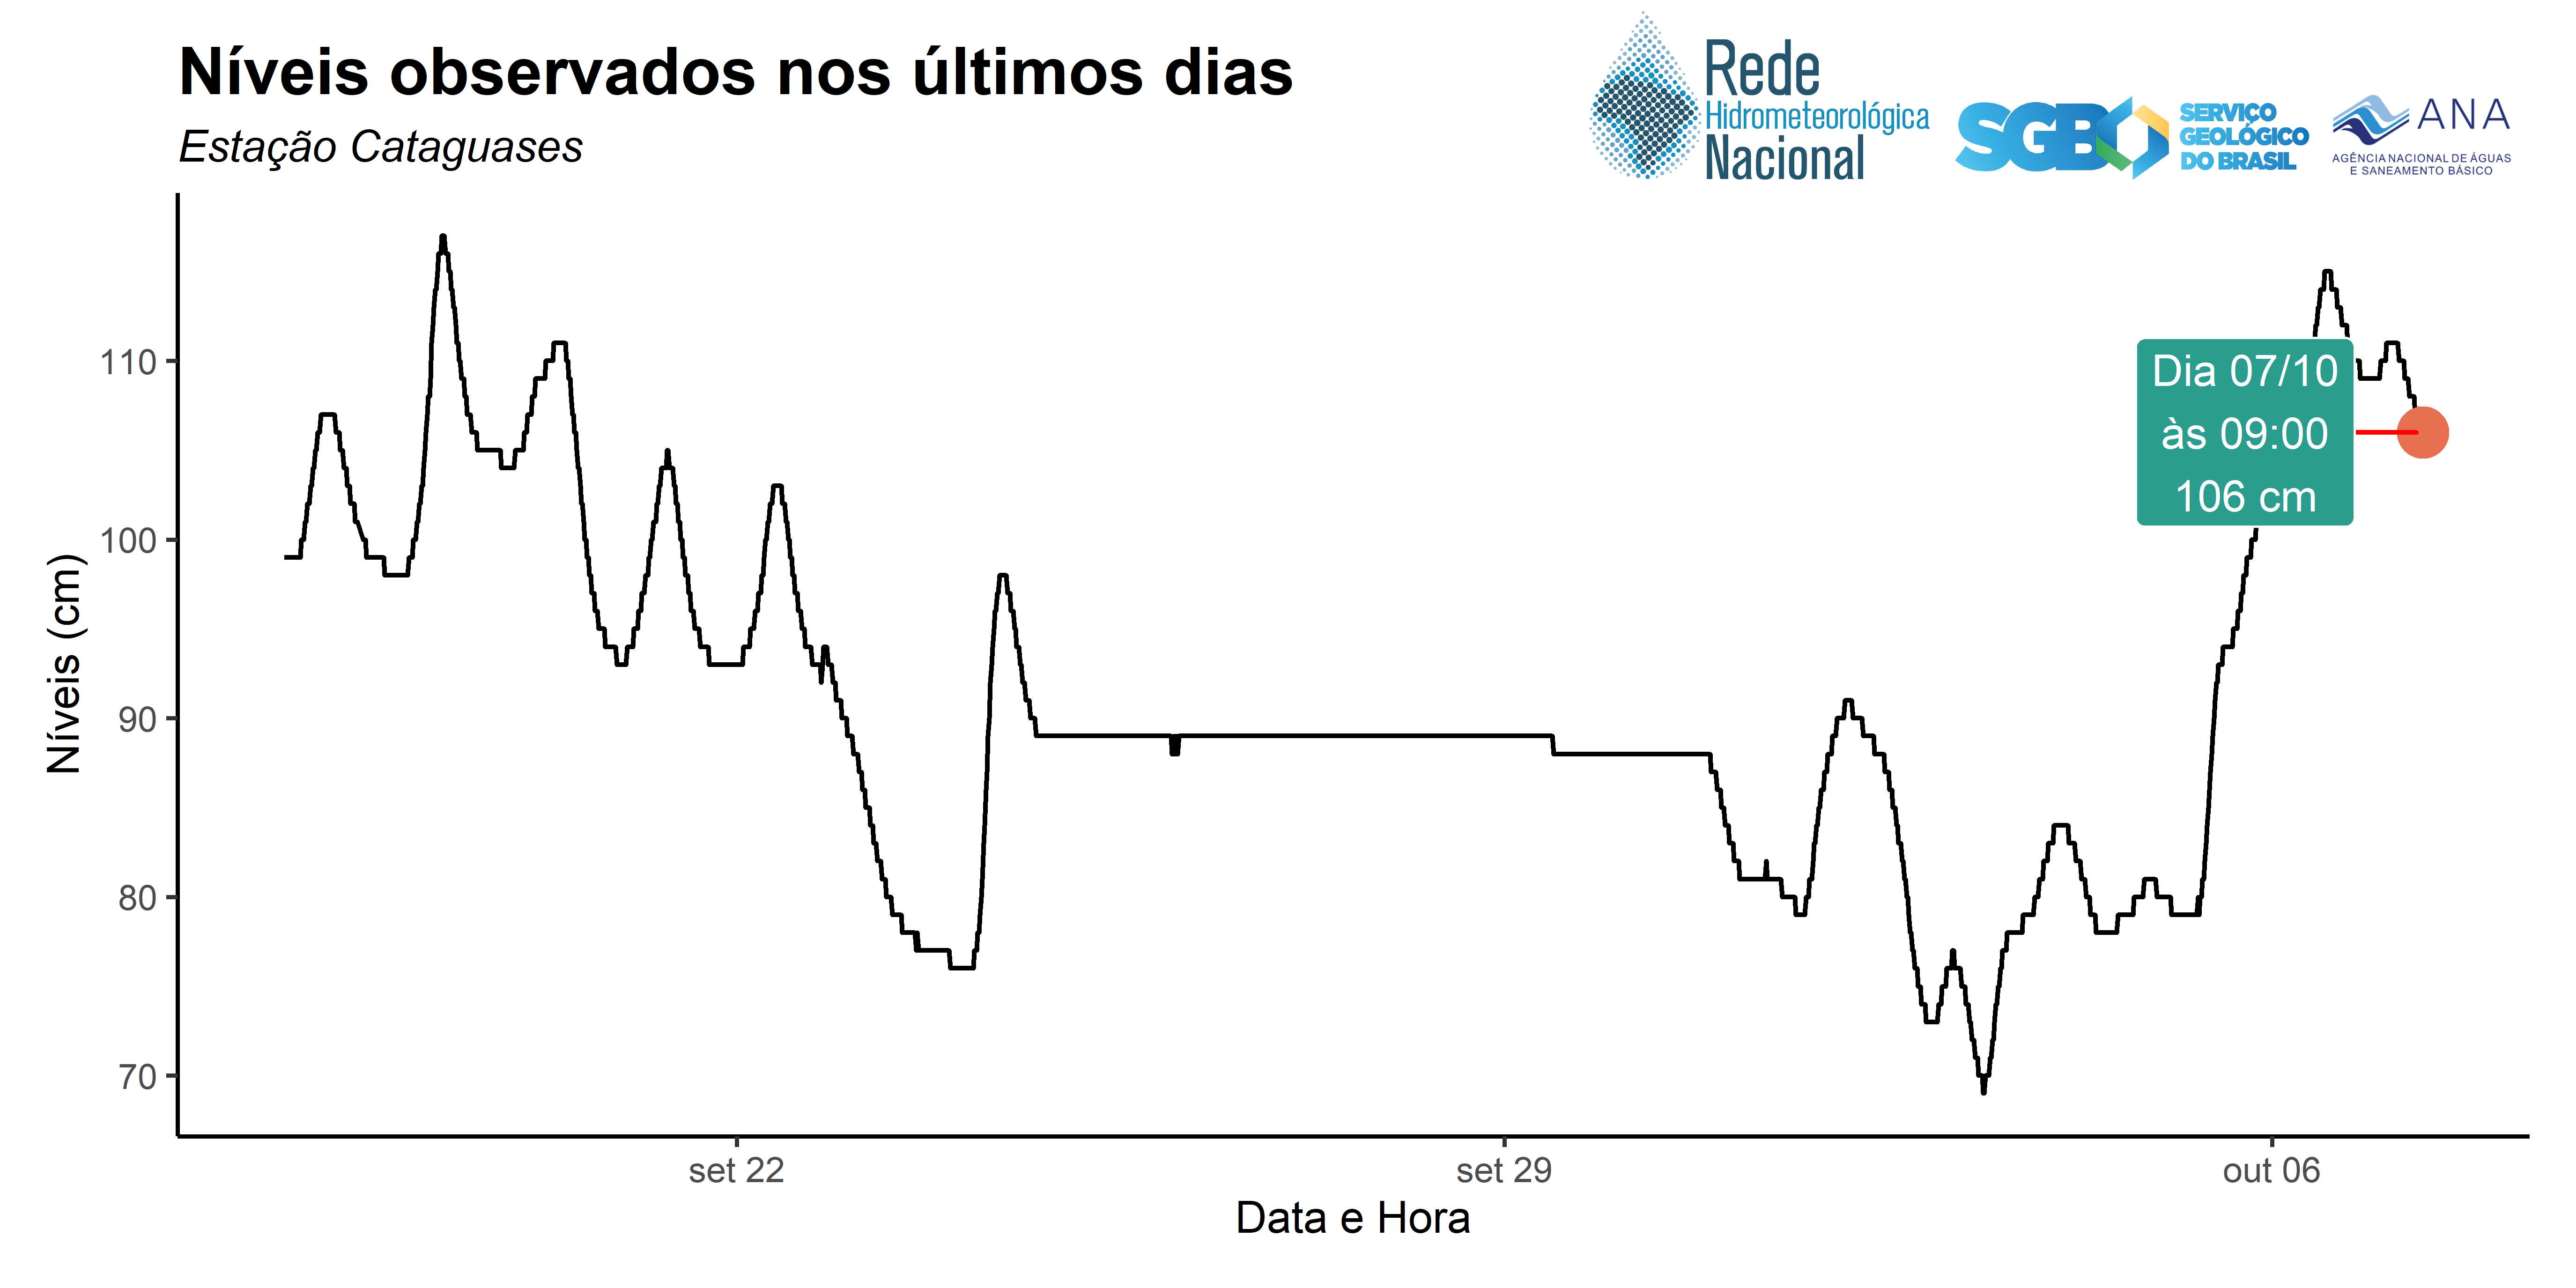 Níveis observados nos últimos dias
Estação Cataguases
Rede
Hidrometeorológica
Nacional
SGB
SERVIÇO
GEOLÓGICO
DO BRASIL
ANA
AGÊNCIA NACIONAL DE ÁGUAS
E SANEAMENTO BÁSICO
Níveis (cm)
110
100
90
80
70
Dia 07/10
às 09:00
106 cm
set 22
set 29
out 06
Data e Hora